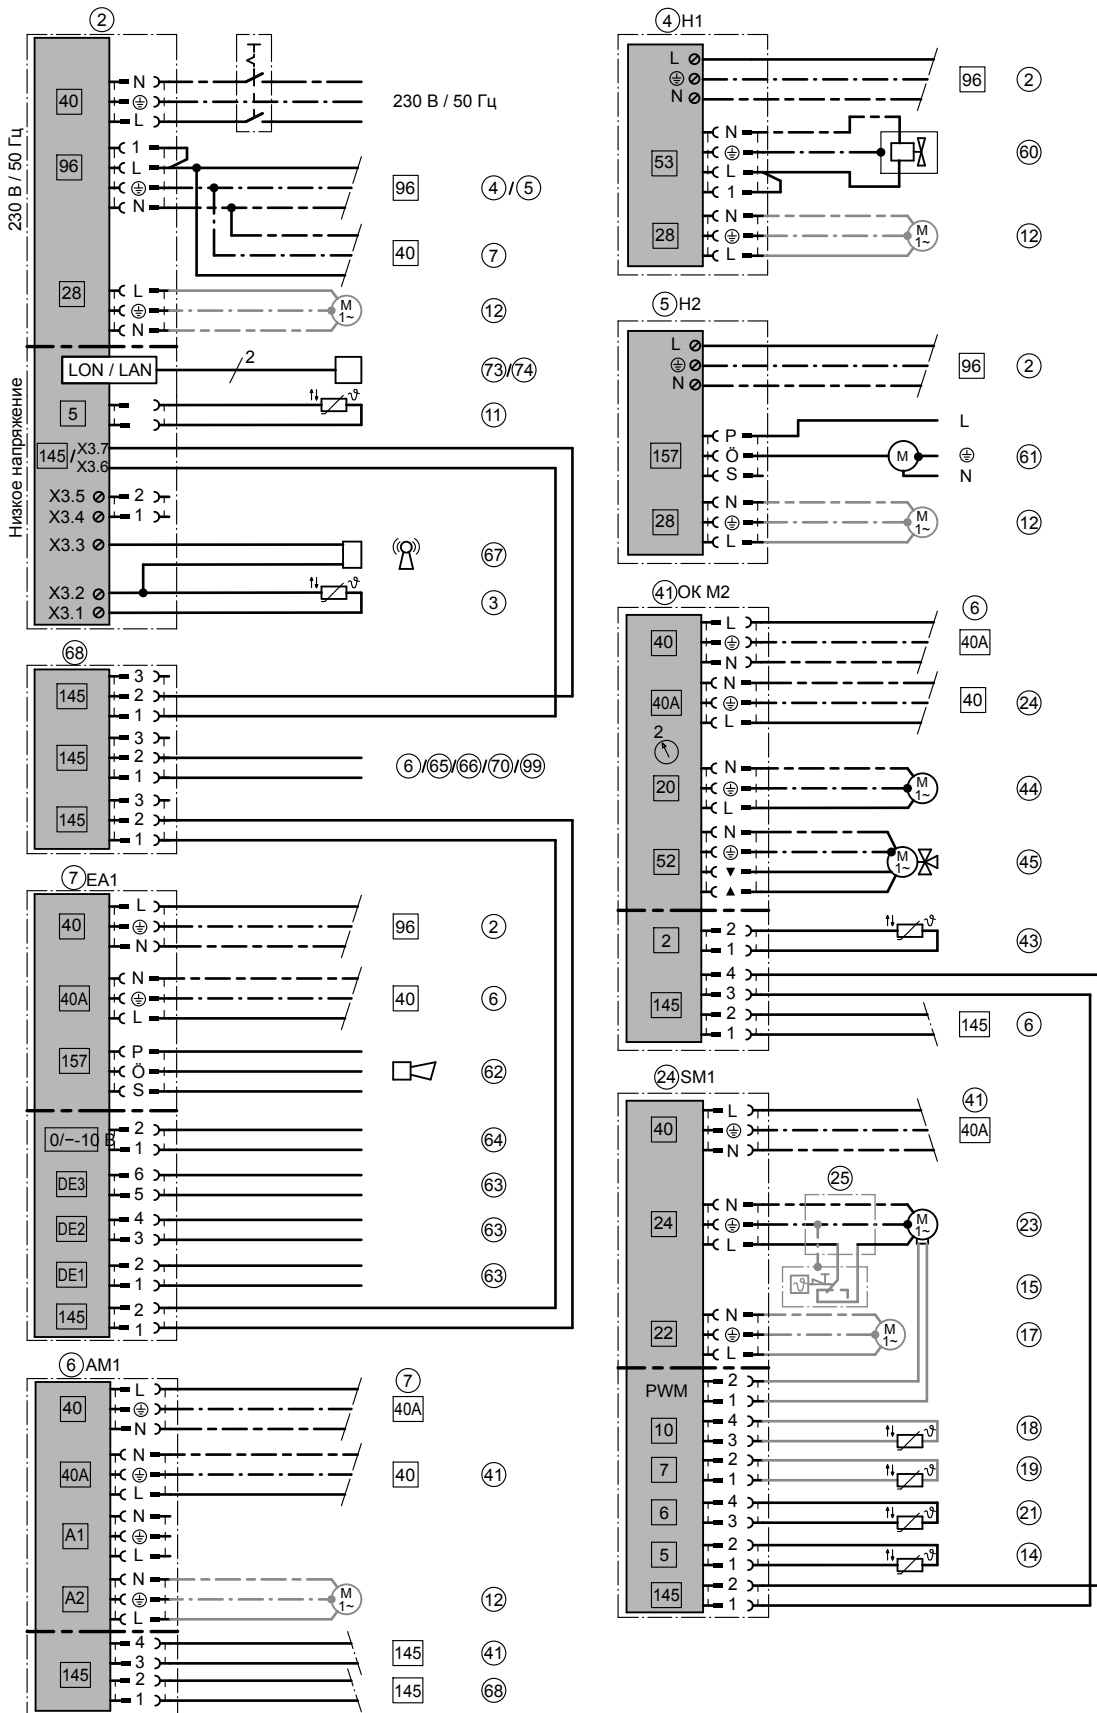 2
230 В / 50 Гц
40
N
L
230 В / 50 Гц
96
1
L
N
96
4 / 5
40
7
28
L
N
M
1~
12
Низкое напряжение
LON / LAN
2
73/74
5
11
145 / X3.7
X3.6
X3.5
2
X3.4
1
X3.3
67
X3.2
X3.1
3
68
145
3
2
1
145
3
2
1
6/65/66/70/99
145
3
2
1
7 EA1
40
L
N
96
2
40A
N
L
40
6
157
P
Ö
S
62
0/–-10 В
2
1
64
DE3
6
5
63
DE2
4
3
63
DE1
2
1
63
145
2
1
6 AM1
40
L
N
7
40A
40A
N
L
40
41
A1
N
L
A2
N
L
M
1~
12
145
4
3
2
1
145
41
145
68
4 H1
L
N
96
2
53
N
L
1
60
28
N
L
M
1~
12
5 H2
L
N
96
2
157
P
Ö
S
M
L
N
61
28
N
L
M
1~
12
41 OK M2
40
L
N
6
40A
40A
N
L
40
24
2
20
N
L
M
1~
44
52
N
▼
▲
M
1~
45
2
2
1
43
145
4
3
2
1
145
6
24 SM1
40
L
N
41
40A
25
24
N
L
M
1~
23
15
22
N
L
M
1~
17
PWM
2
1
10
4
3
18
7
2
1
19
6
4
3
21
5
2
1
14
145
2
1